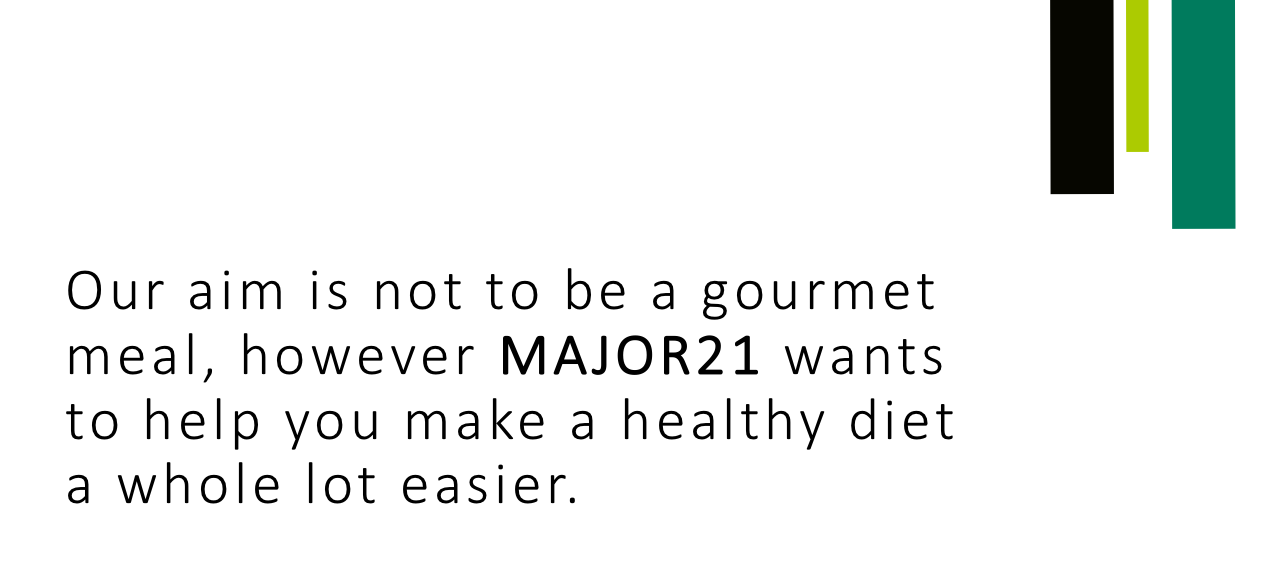 Our aim is not to be a gourmet
meal, however MAJOR21 wants
to help you make a healthy diet
a whole lot easier.